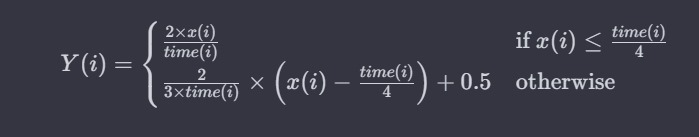 Y(i) = { 2×x(i) / time(i) if x(i) ≤ time(i) / 4
2 / 3×time(i) × (x(i) − time(i) / 4) + 0.5 otherwise